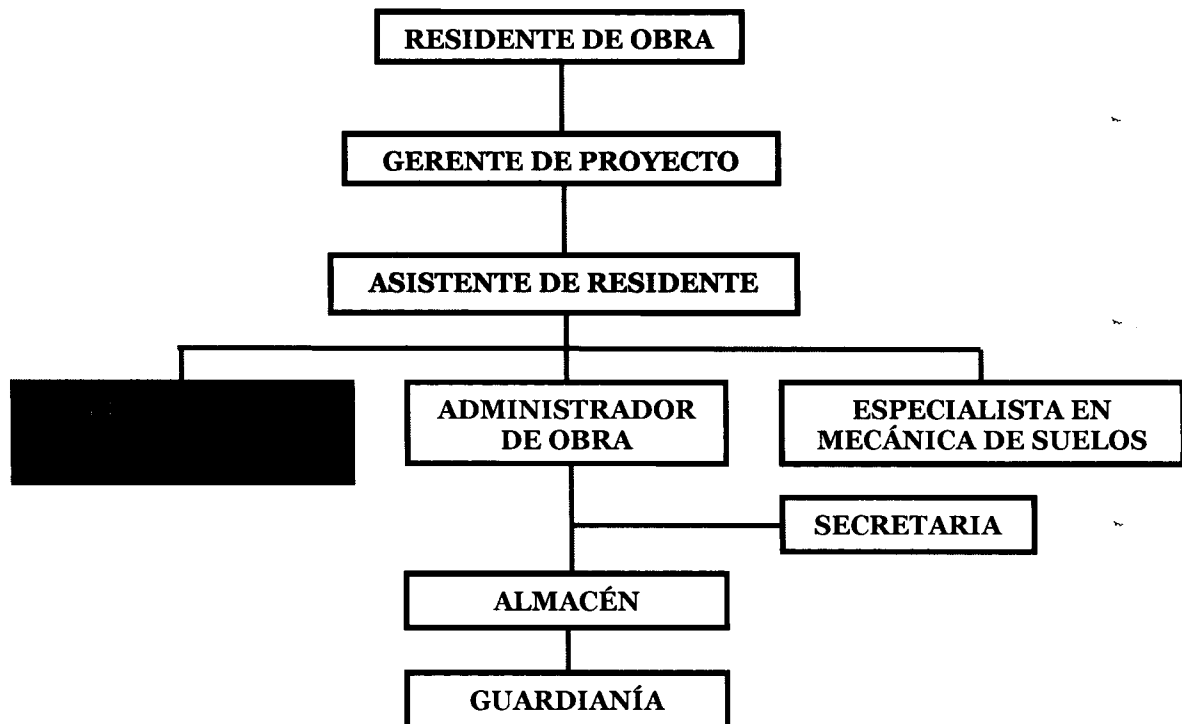 RESIDENTE DE OBRA
GERENTE DE PROYECTO
ASISTENTE DE RESIDENTE
ADMINISTRADOR
DE OBRA
ESPECIALISTA EN
MECÁNICA DE SUELOS
SECRETARIA
ALMACÉN
GUARDIANÍA